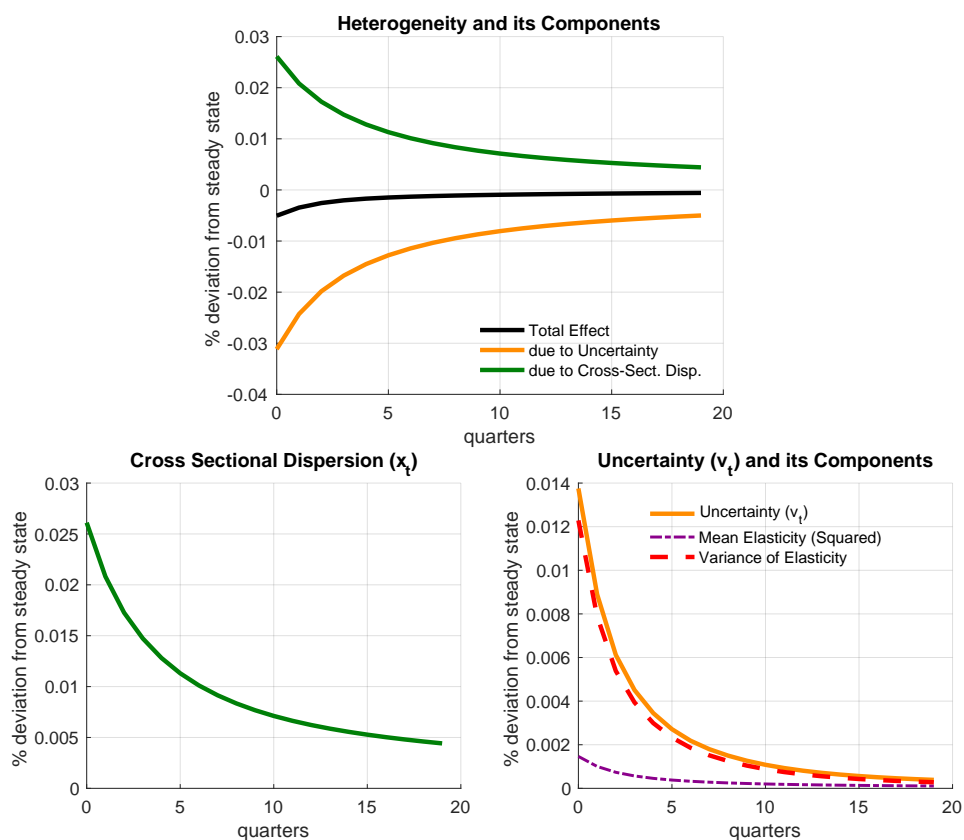 Heterogeneity and its Components
% deviation from steady state
0.03
0.02
0.01
0
-0.01
-0.02
-0.03
-0.04
Total Effect
due to Uncertainty
due to Cross-Sect. Disp.
0 5 10 15 20
quarters
Cross Sectional Dispersion (x_t)
% deviation from steady state
0.03
0.025
0.02
0.015
0.01
0.005
0
0 5 10 15 20
quarters
Uncertainty (v_t) and its Components
% deviation from steady state
0.014
0.012
0.01
0.008
0.006
0.004
0.002
0
Uncertainty (v_t)
Mean Elasticity (Squared)
Variance of Elasticity
0 5 10 15 20
quarters